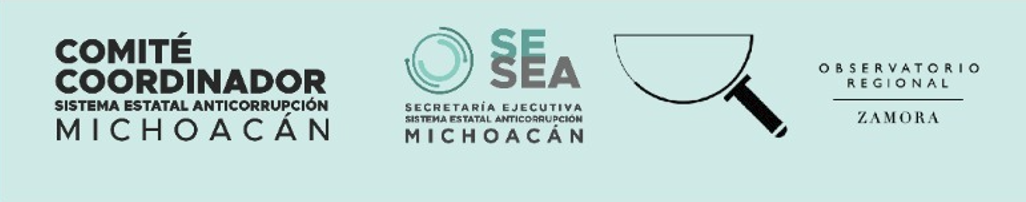 COMITÉ
COORDINADOR
SISTEMA ESTATAL ANTICORRUPCIÓN
MICHOACÁN
SE
SEA
SECRETARÍA EJECUTIVA
SISTEMA ESTATAL ANTICORRUPCIÓN
MICHOACÁN
OBSERVATORIO
REGIONAL
ZAMORA